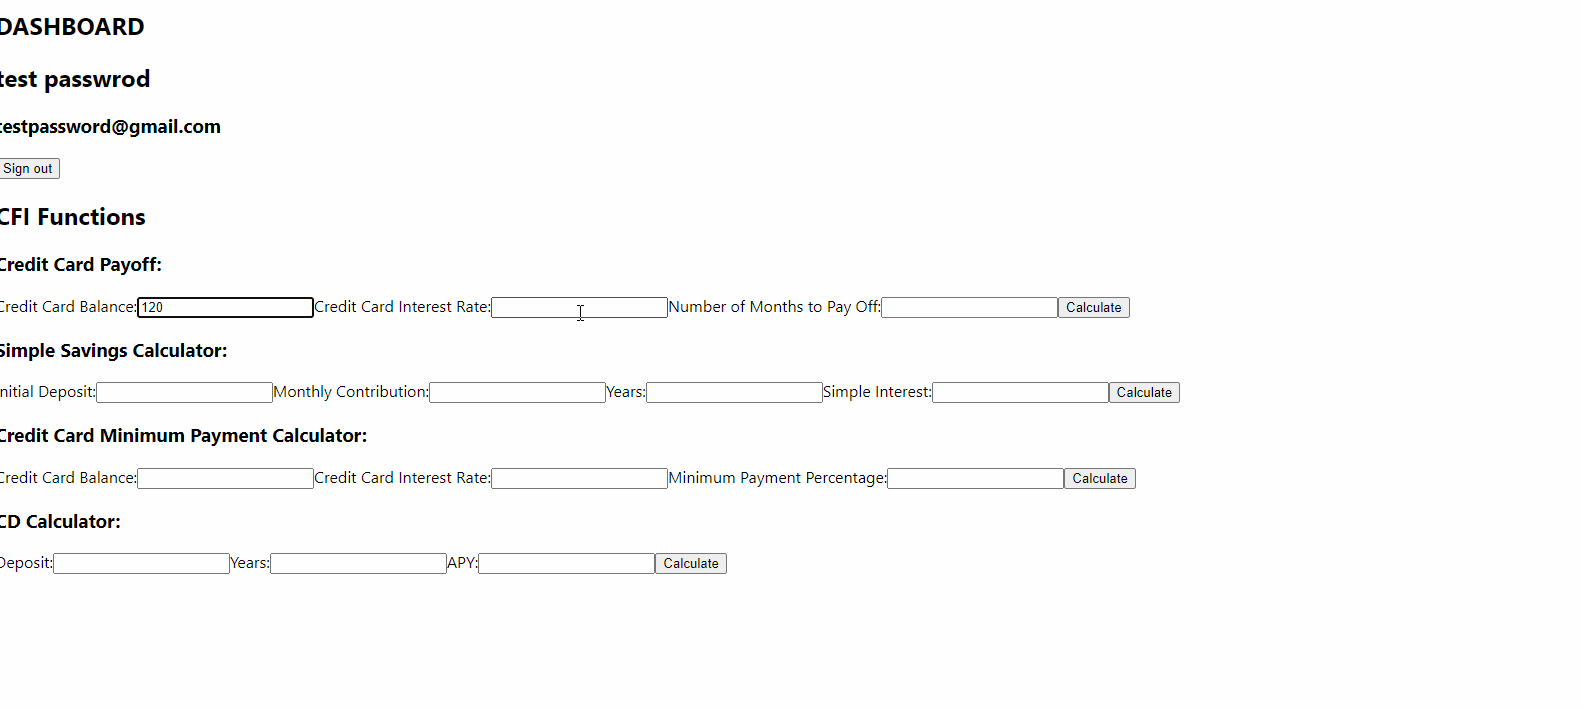 DASHBOARD
test passwrod
testpassword@gmail.com
Sign out
CFI Functions
Credit Card Payoff:
Credit Card Balance: 120 Credit Card Interest Rate: Number of Months to Pay Off: Calculate
Simple Savings Calculator:
Initial Deposit: Monthly Contribution: Years: Simple Interest: Calculate
Credit Card Minimum Payment Calculator:
Credit Card Balance: Credit Card Interest Rate: Minimum Payment Percentage: Calculate
CD Calculator:
Deposit: Years: APY: Calculate